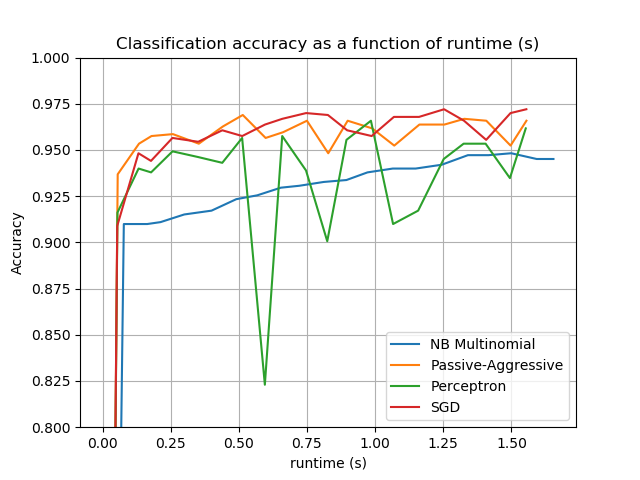 Classification accuracy as a function of runtime (s)
1.000
0.975
0.950
0.925
0.900
0.875
0.850
0.825
0.800
Accuracy
NB Multinomial
Passive-Aggressive
Perceptron
SGD
0.00 0.25 0.50 0.75 1.00 1.25 1.50
runtime (s)